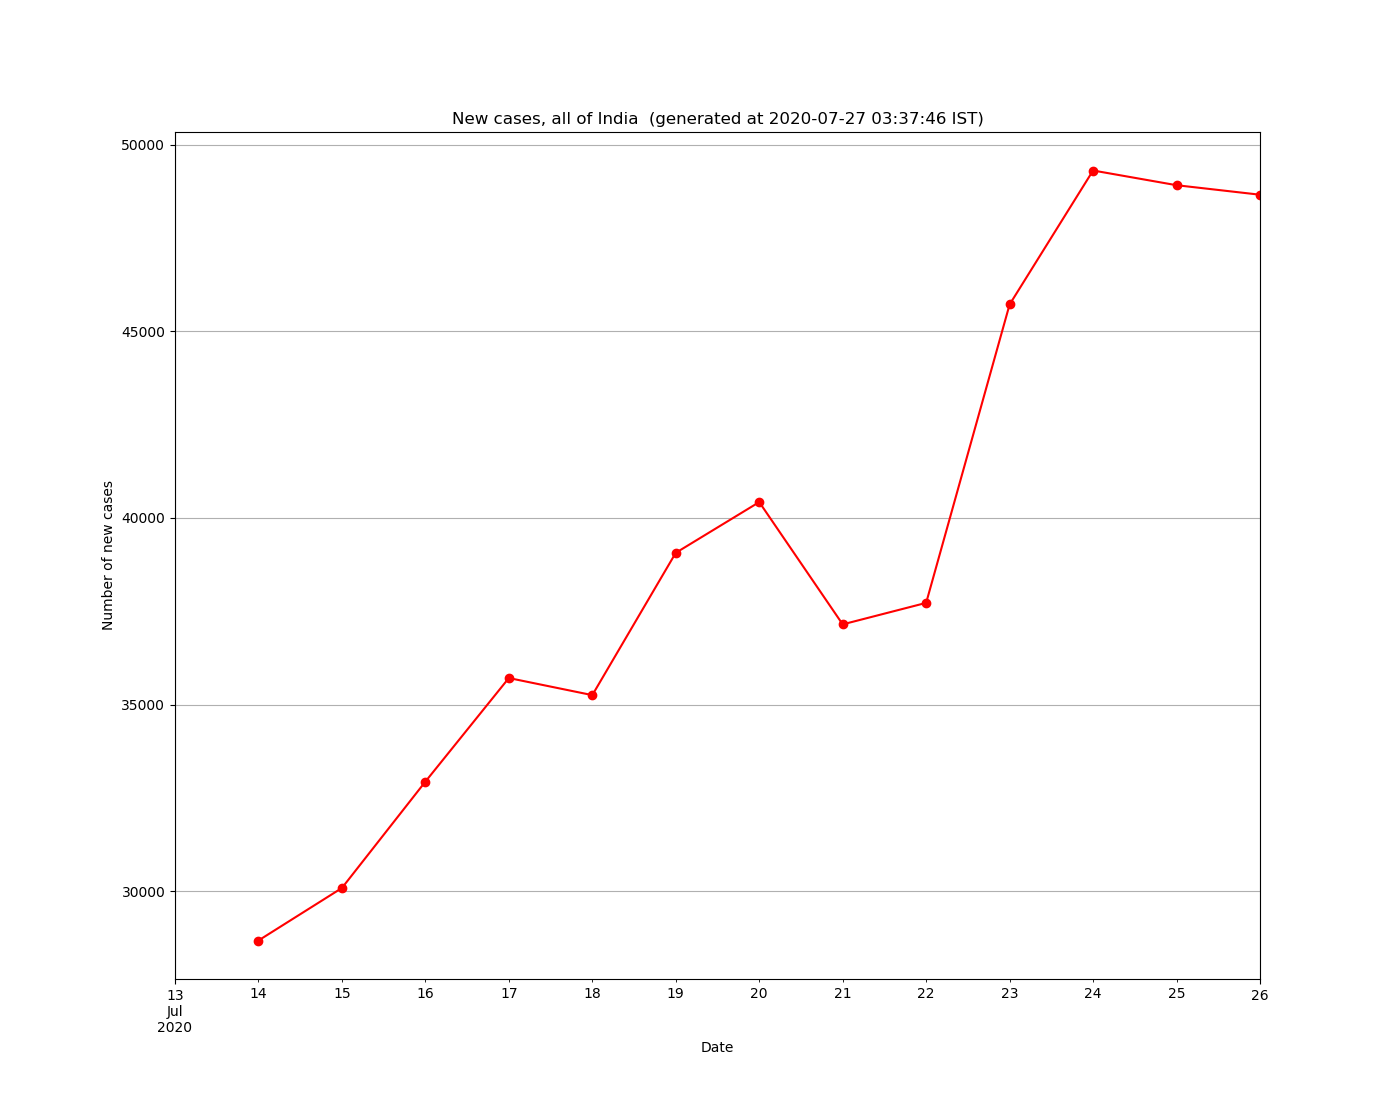 New cases, all of India  (generated at 2020-07-27 03:37:46 IST)
50000
45000
40000
35000
30000
Number of new cases
13 14 15 16 17 18 19 20 21 22 23 24 25 26
Jul
2020
Date